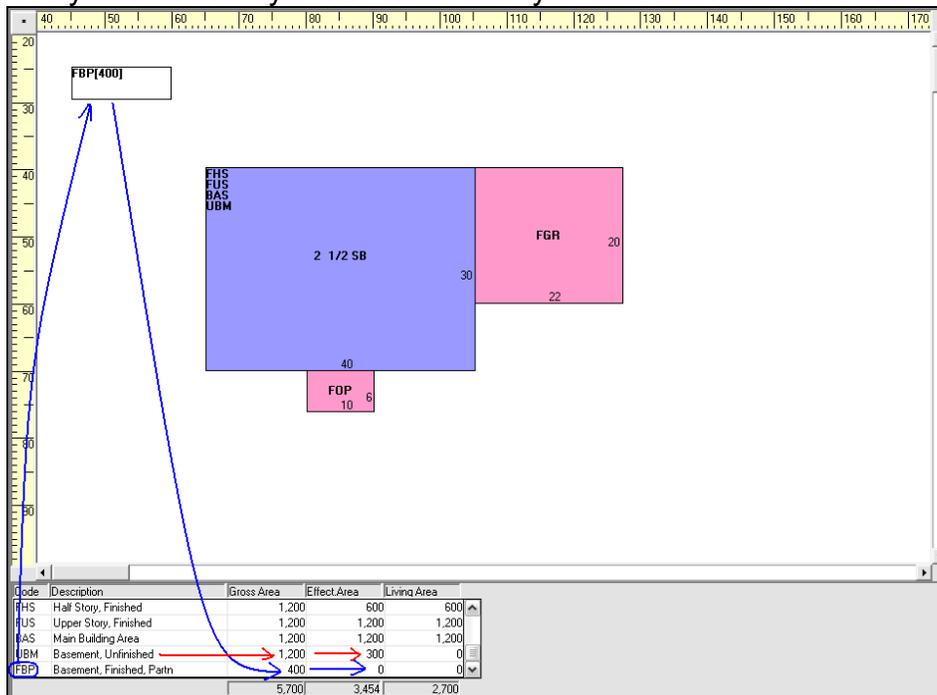 40 50 60 70 80 90 100 110 120 130 140 150 160 170
20
FBP[400]
30
40
FHS
FUS
BAS
UBM
2 1/2 SB
FGR
20
50
30
22
60
40
70
FOP
10 6
80
90
Code Description Gross Area Effect.Area Living Area
FHS Half Story, Finished 1,200 600 600
FUS Upper Story, Finished 1,200 1,200 1,200
BAS Main Building Area 1,200 1,200 1,200
UBM Basement, Unfinished 1,200 300 0
FBP Basement, Finished, Partn 400 0 0
5,700 3,454 2,700